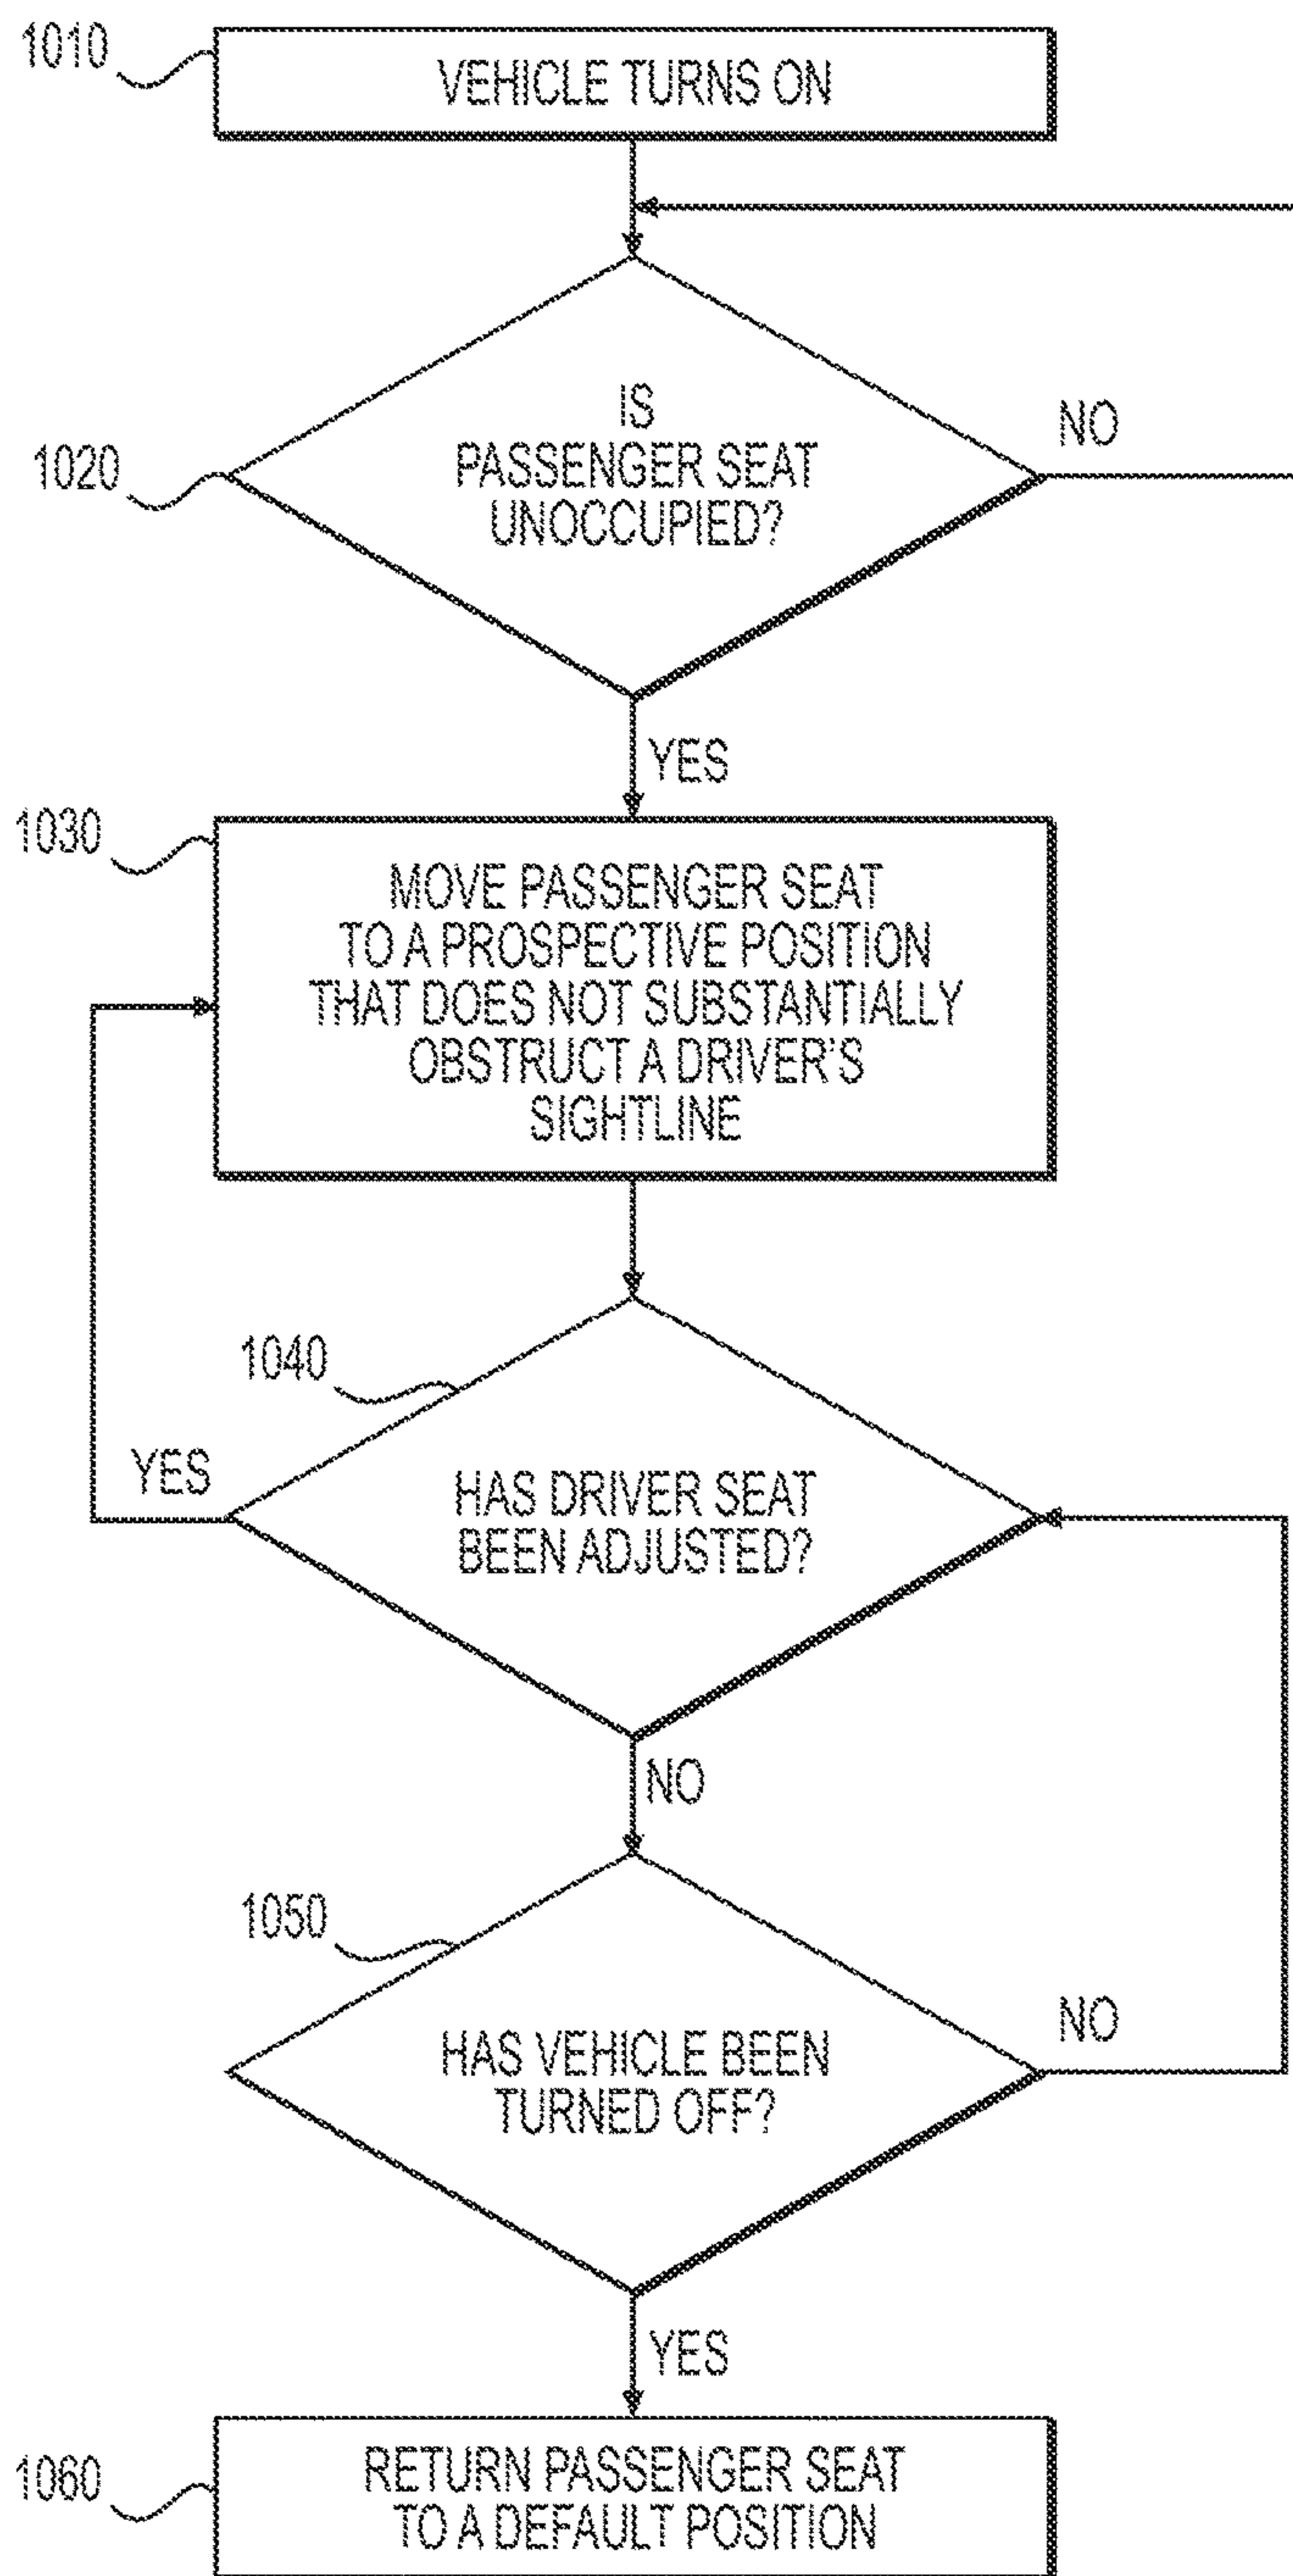 1010
VEHICLE TURNS ON
1020
IS
PASSENGER SEAT
UNOCCUPIED?
NO
YES
1030
MOVE PASSENGER SEAT
TO A PROSPECTIVE POSITION
THAT DOES NOT SUBSTANTIALLY
OBSTRUCT A DRIVER'S
SIGHTLINE
1040
YES
HAS DRIVER SEAT
BEEN ADJUSTED?
NO
1050
HAS VEHICLE BEEN
TURNED OFF?
NO
YES
1060
RETURN PASSENGER SEAT
TO A DEFAULT POSITION